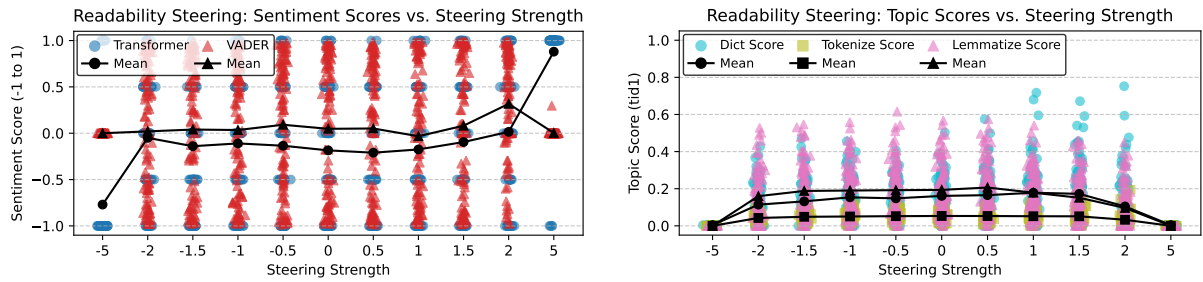 Readability Steering: Sentiment Scores vs. Steering Strength
Transformer VADER
Mean Mean
Sentiment Score (-1 to 1)
1.0
0.5
0.0
−0.5
−1.0
-5 -2 -1.5 -1 -0.5 0 0.5 1 1.5 2 5
Steering Strength
Readability Steering: Topic Scores vs. Steering Strength
Dict Score Tokenize Score Lemmatize Score
Mean Mean Mean
Topic Score (tid1)
1.0
0.8
0.6
0.4
0.2
0.0
-5 -2 -1.5 -1 -0.5 0 0.5 1 1.5 2 5
Steering Strength